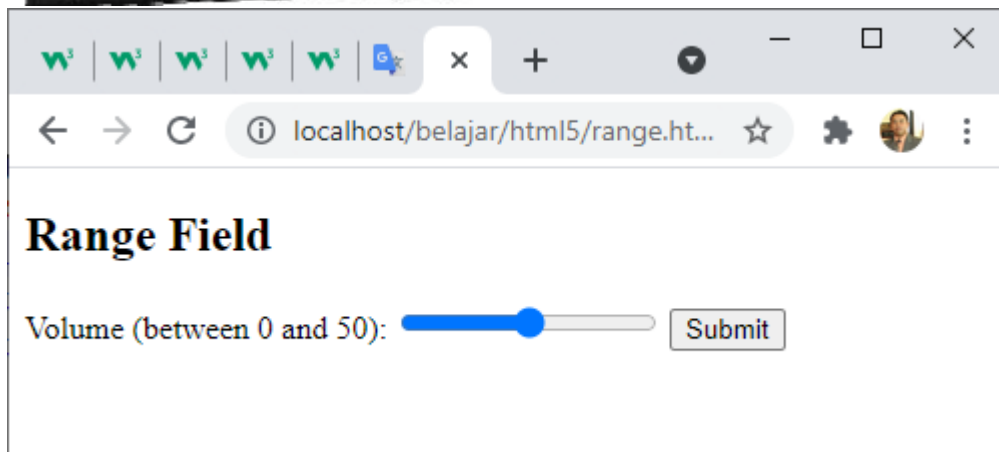 localhost/belajar/html5/range.ht...
Range Field
Volume (between 0 and 50):
Submit